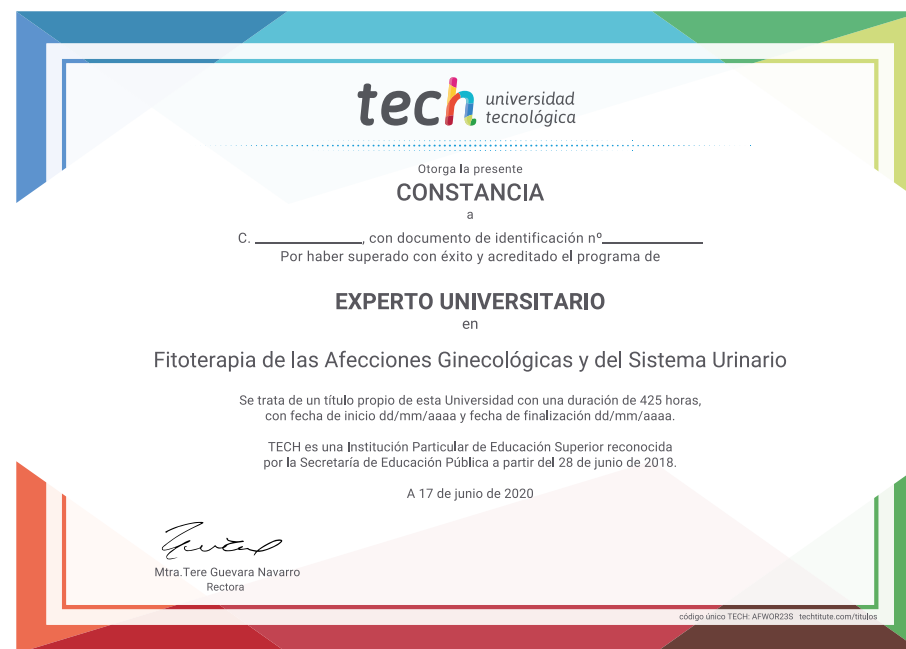 tech universidad
tecnológica
Otorga la presente
CONSTANCIA
a
C. ____________, con documento de identificación nº____________
Por haber superado con éxito y acreditado el programa de
EXPERTO UNIVERSITARIO
en
Fitoterapia de las Afecciones Ginecológicas y del Sistema Urinario
Se trata de un título propio de esta Universidad con una duración de 425 horas,
con fecha de inicio dd/mm/aaaa y fecha de finalización dd/mm/aaaa.
TECH es una Institución Particular de Educación Superior reconocida
por la Secretaría de Educación Pública a partir del 28 de junio de 2018.
A 17 de junio de 2020
Mtra.Tere Guevara Navarro
Rectora
código único TECH: AFWOR23S techtitute.com/titulos